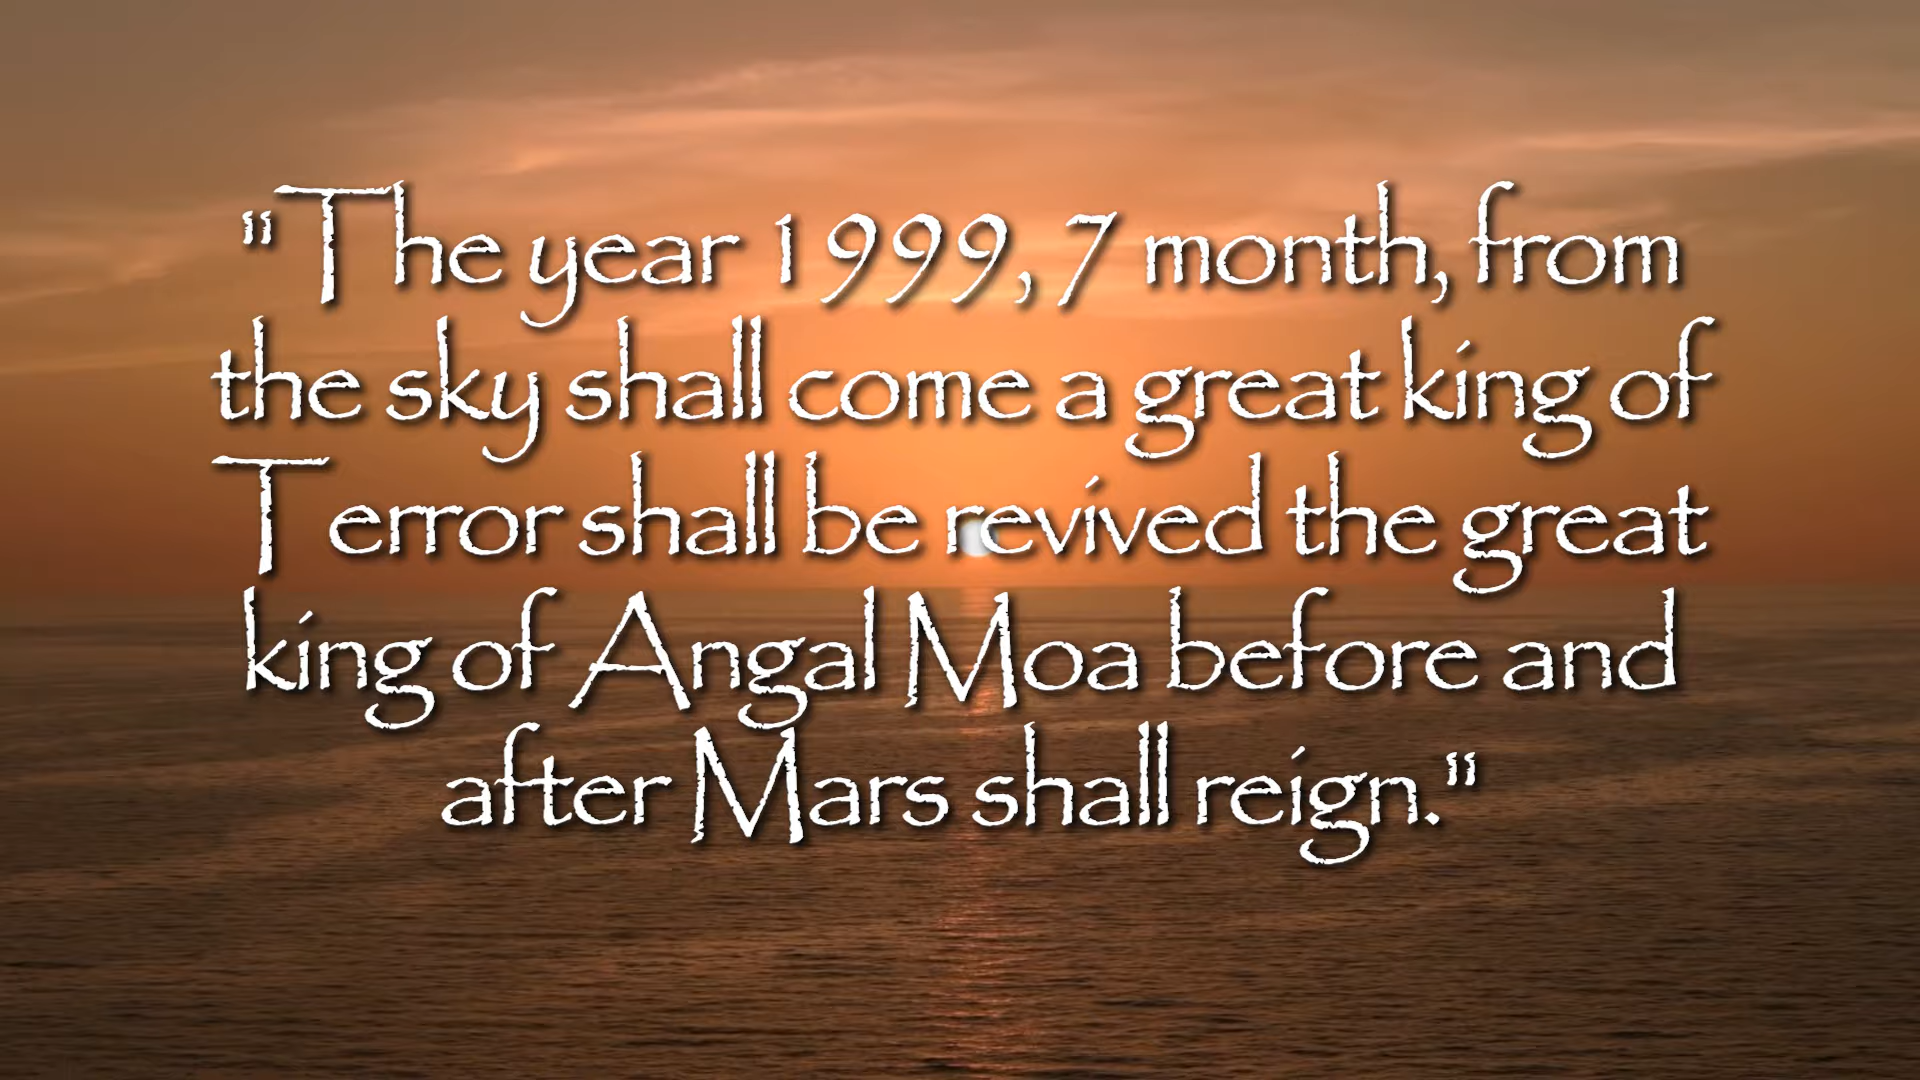 "The year 1999, 7 month, from
the sky shall come a great king of
Terror shall be revived the great
king of Angal Moa before and
after Mars shall reign."